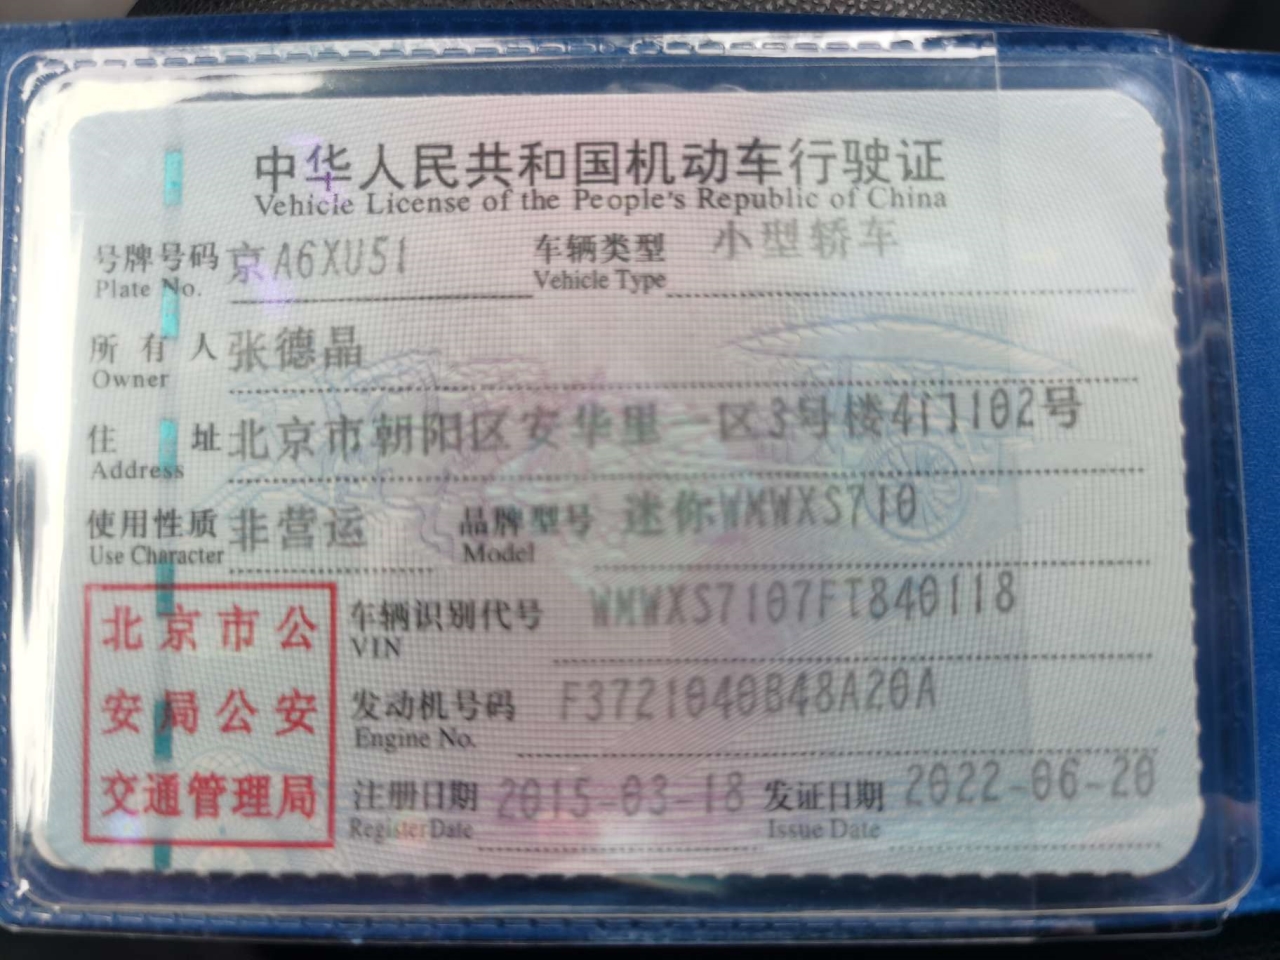 中华人民共和国机动车行驶证
Vehicle License of the People's Republic of China
号牌号码 京A6XU51 车辆类型 小型轿车
Plate No. Vehicle Type
所有人 张德晶
Owner
住址 北京市朝阳区安华里一区3号楼4门102号
Address
使用性质 非营运 品牌型号 迷你WMWXS710
Use Character Model
北京市公安局公安交通管理局
车辆识别代号 WMWXS7107FT840118
VIN
发动机号码 F3721040B48A20A
Engine No.
注册日期 2015-03-18 发证日期 2022-06-20
Register Date Issue Date